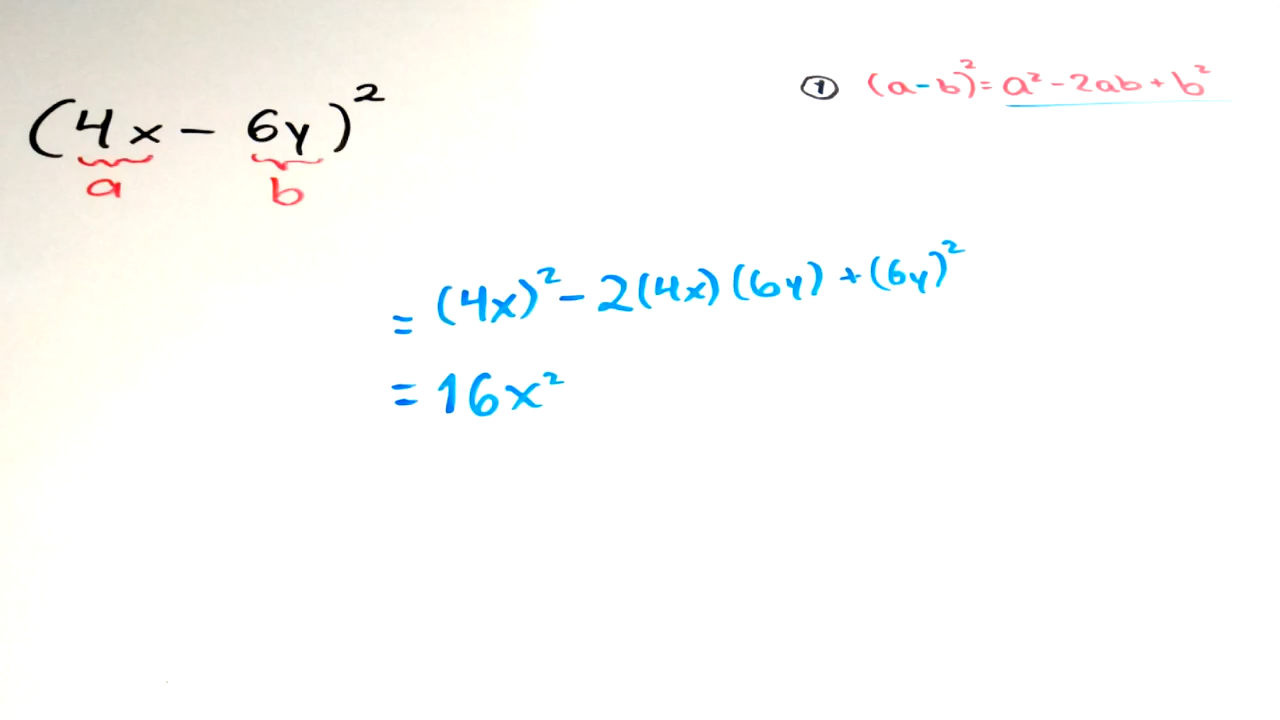 (4x - 6y)²
a b
① (a-b)² = a² - 2ab + b²
= (4x)² - 2(4x)(6y) + (6y)²
= 16x²